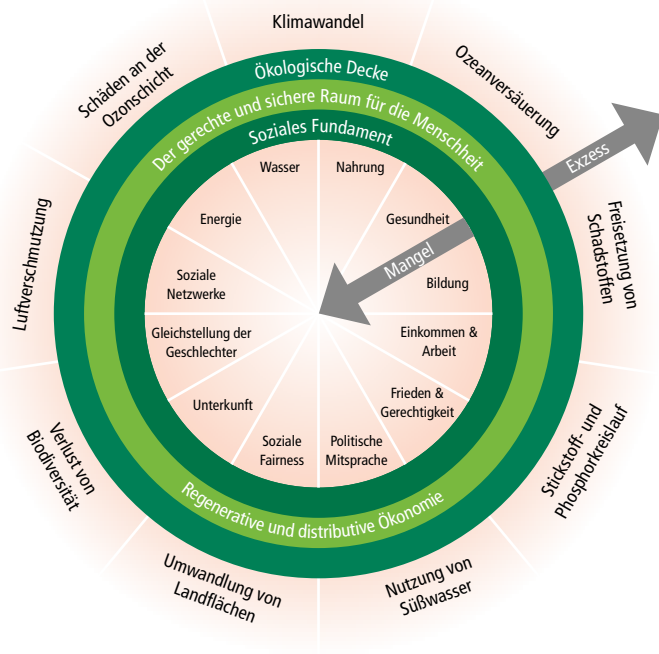 Klimawandel
Ozeanversäuerung
Freisetzung von
Schadstoffen
Stickstoff- und
Phosphorkreislauf
Nutzung von
Süßwasser
Umwandlung von
Landflächen
Verlust von
Biodiversität
Luftverschmutzung
Schäden an der
Ozonschicht
Ökologische Decke
Der gerechte und sichere Raum für die Menschheit
Soziales Fundament
Exzess
Mangel
Wasser
Nahrung
Energie
Gesundheit
Soziale
Netzwerke
Bildung
Gleichstellung der
Geschlechter
Einkommen &
Arbeit
Unterkunft
Frieden &
Gerechtigkeit
Soziale
Fairness
Politische
Mitsprache
Regenerative und distributive Ökonomie